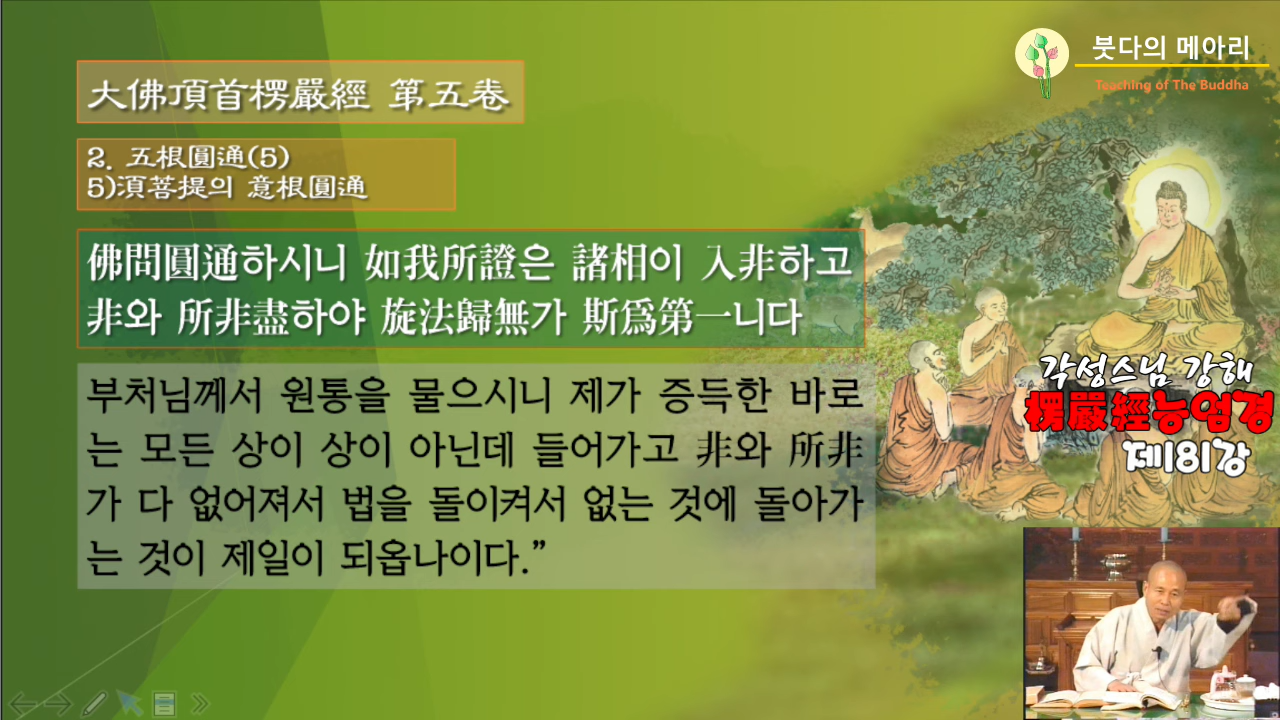 大佛頂首楞嚴經 第五卷
2. 五根圓通(5)
5)須菩提의 意根圓通
佛問圓通하시니 如我所證은 諸相이 入非하고
非와 所非盡하야 旋法歸無가 斯爲第一니다
부처님께서 원통을 물으시니 제가 증득한 바로
는 모든 상이 상이 아닌데 들어가고 非와 所非
가 다 없어져서 법을 돌이켜서 없는 것에 돌아가
는 것이 제일이 되옵나이다.”
붓다의 메아리
Teaching of The Buddha
각성스님 강해
楞嚴經능엄경
제181강